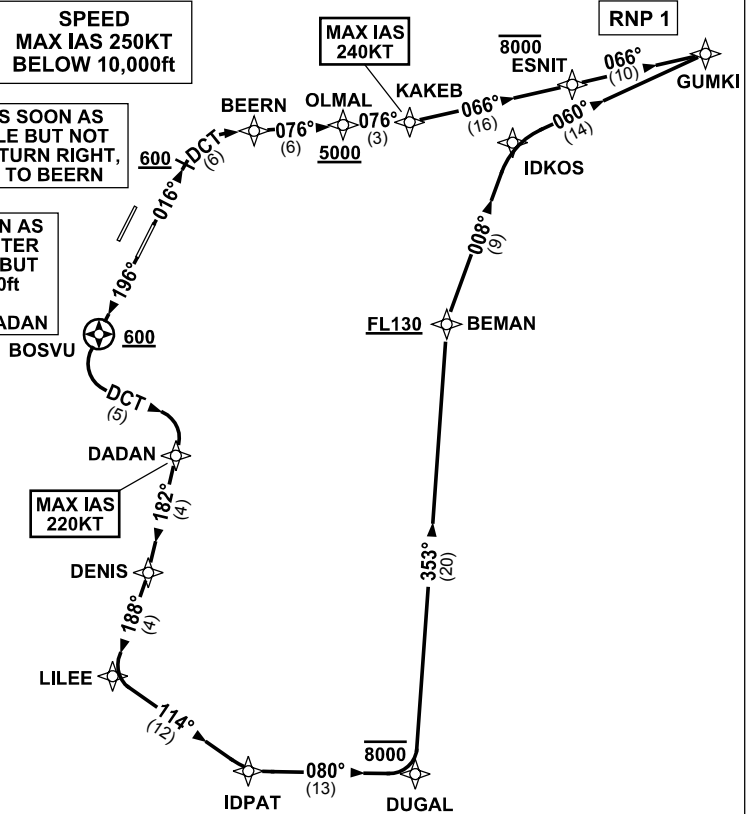 SPEED
MAX IAS 250KT
BELOW 10,000ft
RNP 1
MAX IAS
240KT
8000
ESNIT
066°
(10)
GUMKI
S SOON AS
LE BUT NOT
TURN RIGHT,
TO BEERN
BEERN
OLMAL
KAKEB
076°
(6)
076°
(3)
066°
(16)
060°
(14)
5000
600
DCT
(6)
IDKOS
016°
N AS
TER
BUT
0ft
ADAN
196°
008°
(9)
BOSVU
600
FL130
BEMAN
DCT
(5)
DADAN
MAX IAS
220KT
182°
(4)
DENIS
353°
(20)
188°
(4)
LILEE
114°
(12)
8000
080°
(13)
IDPAT
DUGAL